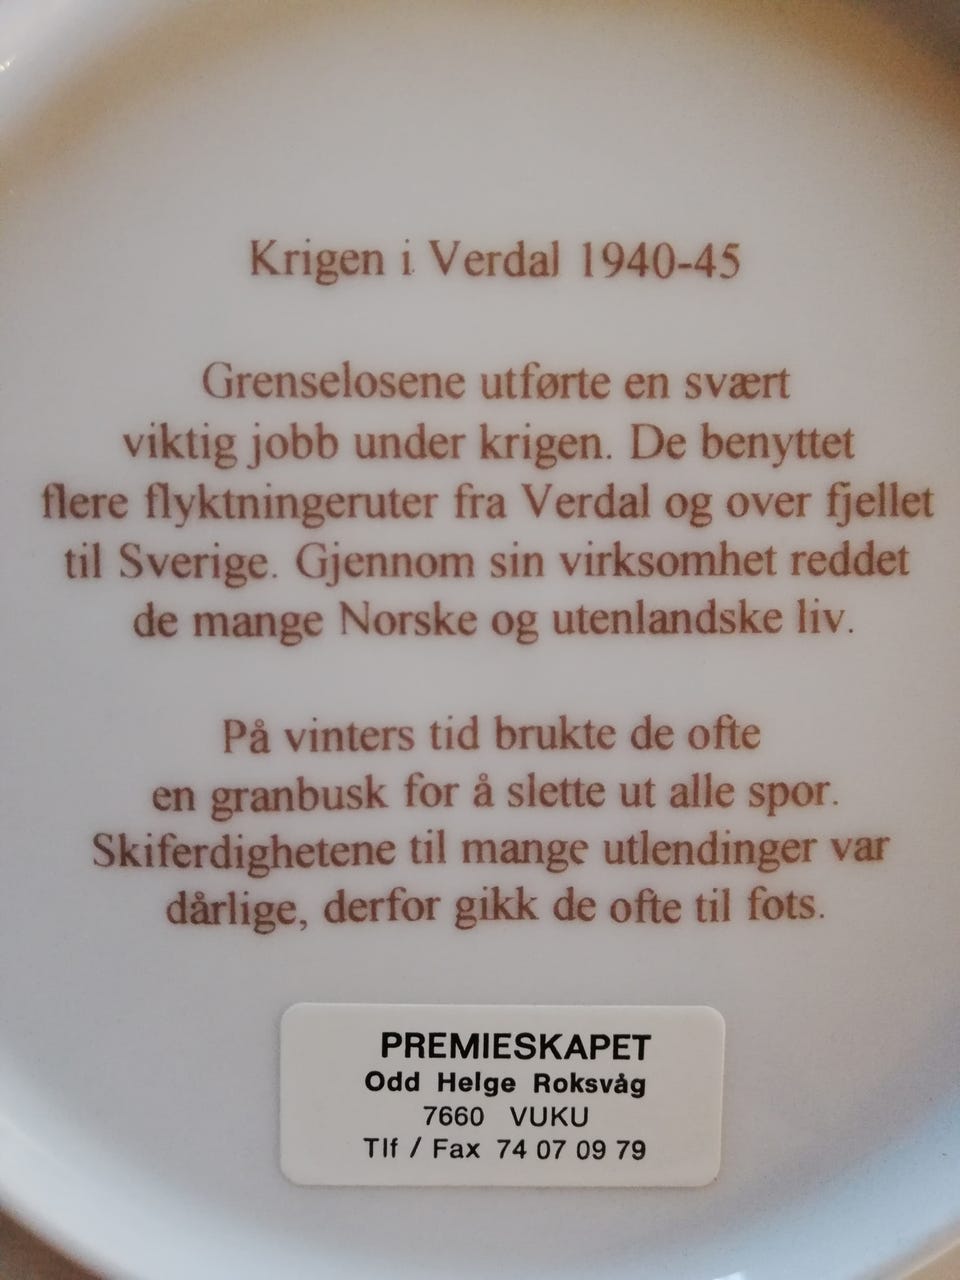 Krigen i Verdal 1940-45
Grenselosene utførte en svært
viktig jobb under krigen. De benyttet
flere flyktningeruter fra Verdal og over fjellet
til Sverige. Gjennom sin virksomhet reddet
de mange Norske og utenlandske liv.
På vinters tid brukte de ofte
en granbusk for å slette ut alle spor.
Skiferdighetene til mange utlendinger var
dårlige, derfor gikk de ofte til fots.
PREMIESKAPET
Odd Helge Roksvåg
7660 VUKU
Tlf / Fax 74 07 09 79